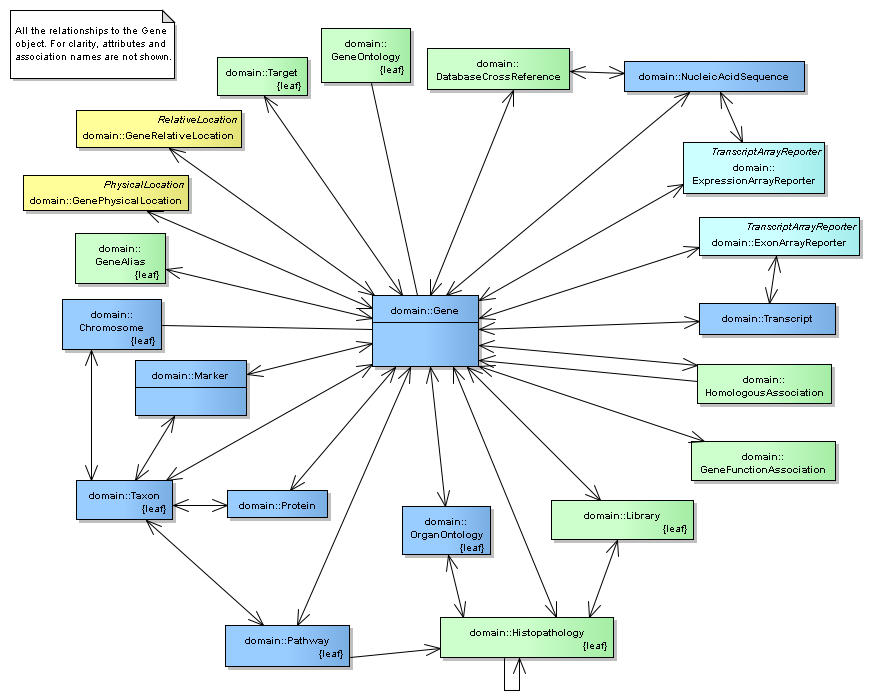 All the relationships to the Gene
object. For clarity, attributes and
association names are not shown.
domain::Target
{leaf}
domain::
GeneOntology
{leaf}
domain::
DatabaseCrossReference
domain::NucleicAcidSequence
RelativeLocation
domain::GeneRelativeLocation
TranscriptArrayReporter
domain::
ExpressionArrayReporter
PhysicalLocation
domain::GenePhysicalLocation
TranscriptArrayReporter
domain::ExonArrayReporter
domain::
GeneAlias
{leaf}
domain::
Chromosome
{leaf}
domain::Gene
domain::Transcript
domain::Marker
domain::
HomologousAssociation
domain::
GeneFunctionAssociation
domain::Taxon
{leaf}
domain::Protein
domain::
OrganOntology
{leaf}
domain::Library
{leaf}
domain::Pathway
{leaf}
domain::Histopathology
{leaf}